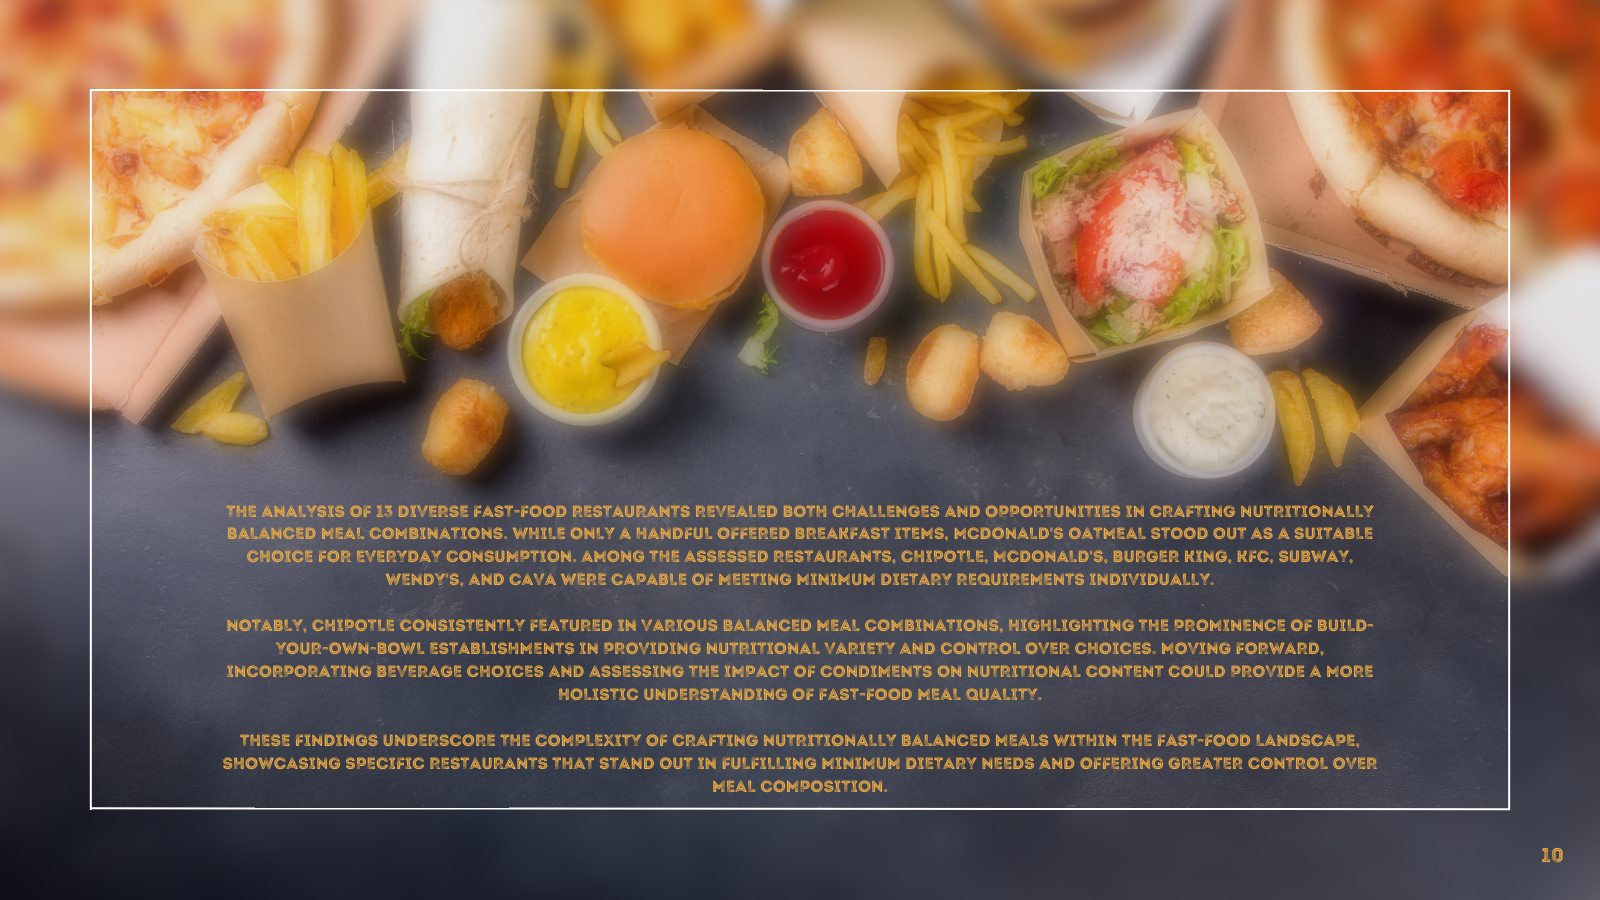 THE ANALYSIS OF 13 DIVERSE FAST-FOOD RESTAURANTS REVEALED BOTH CHALLENGES AND OPPORTUNITIES IN CRAFTING NUTRITIONALLY
BALANCED MEAL COMBINATIONS. WHILE ONLY A HANDFUL OFFERED BREAKFAST ITEMS, MCDONALD'S OATMEAL STOOD OUT AS A SUITABLE
CHOICE FOR EVERYDAY CONSUMPTION. AMONG THE ASSESSED RESTAURANTS, CHIPOTLE, MCDONALD'S, BURGER KING, KFC, SUBWAY,
WENDY'S, AND CAVA WERE CAPABLE OF MEETING MINIMUM DIETARY REQUIREMENTS INDIVIDUALLY.
NOTABLY, CHIPOTLE CONSISTENTLY FEATURED IN VARIOUS BALANCED MEAL COMBINATIONS, HIGHLIGHTING THE PROMINENCE OF BUILD-
YOUR-OWN-BOWL ESTABLISHMENTS IN PROVIDING NUTRITIONAL VARIETY AND CONTROL OVER CHOICES. MOVING FORWARD,
INCORPORATING BEVERAGE CHOICES AND ASSESSING THE IMPACT OF CONDIMENTS ON NUTRITIONAL CONTENT COULD PROVIDE A MORE
HOLISTIC UNDERSTANDING OF FAST-FOOD MEAL QUALITY.
THESE FINDINGS UNDERSCORE THE COMPLEXITY OF CRAFTING NUTRITIONALLY BALANCED MEALS WITHIN THE FAST-FOOD LANDSCAPE,
SHOWCASING SPECIFIC RESTAURANTS THAT STAND OUT IN FULFILLING MINIMUM DIETARY NEEDS AND OFFERING GREATER CONTROL OVER
MEAL COMPOSITION.
10